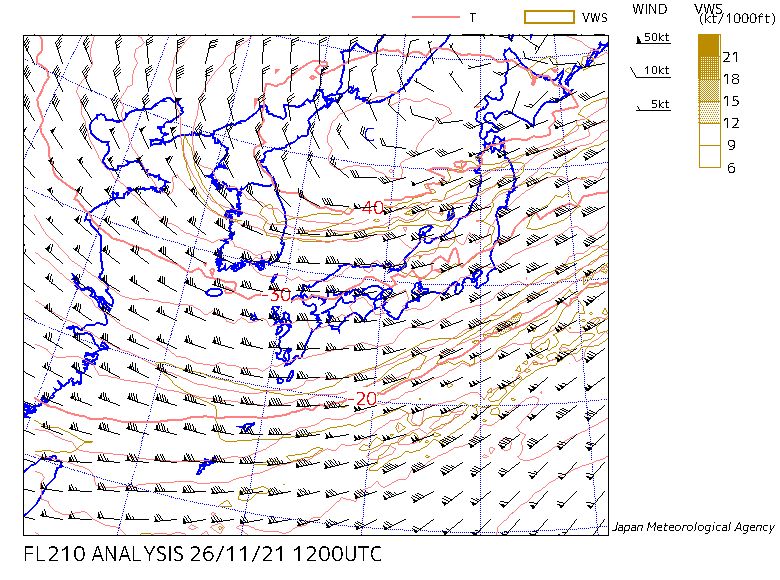 T
VWS
WIND
50kt
10kt
5kt
VWS
(kt/1000ft)
21
18
15
12
9
6
C
-40
-30
-20
Japan Meteorological Agency
FL210 ANALYSIS 26/11/21 1200UTC